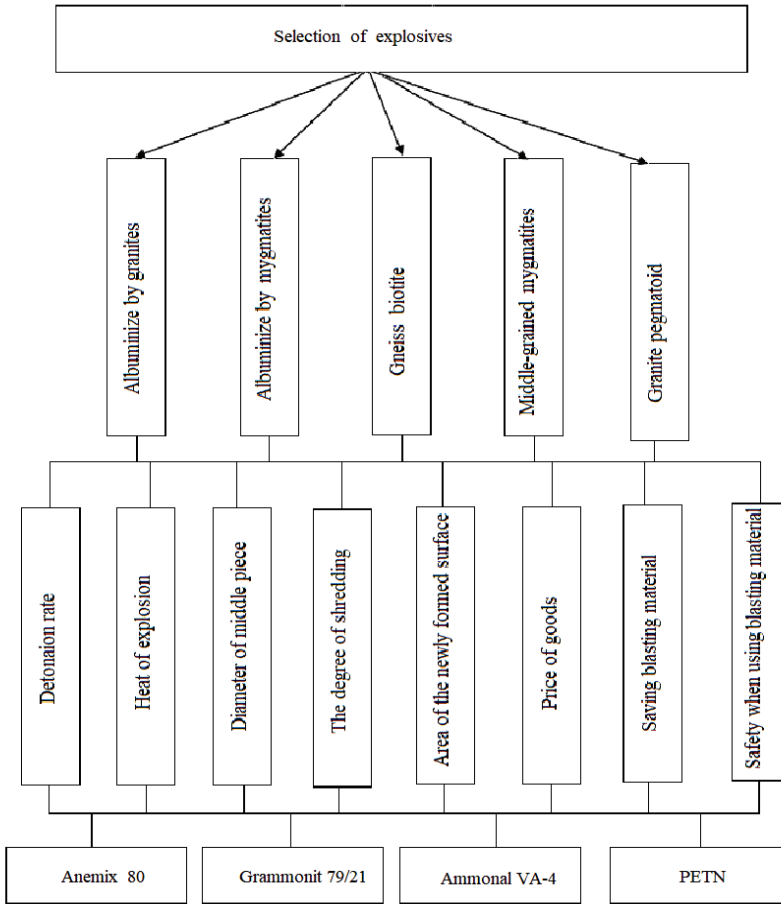 Selection of explosives
Albuminize by granites
Albuminize by mygmatites
Gneiss biotite
Middle-grained mygmatites
Granite pegmatoid
Detonaion rate
Heat of explosion
Diameter of middle piece
The degree of shredding
Area of the newly formed surface
Price of goods
Saving blasting material
Safety when using blasting material
Anemix 80
Grammonit 79/21
Ammonal VA-4
PETN